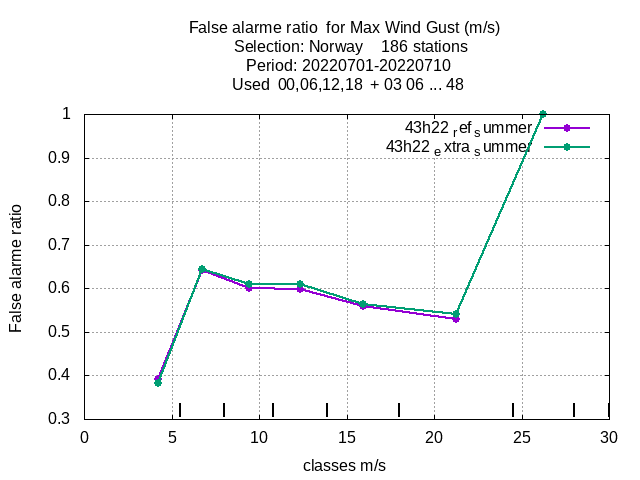 False alarme ratio  for Max Wind Gust (m/s)
Selection: Norway    186 stations
Period: 20220701-20220710
Used  00,06,12,18  + 03 06 ... 48
43h22 ref summer
43h22 extra summer
1
0.9
0.8
0.7
0.6
0.5
0.4
0.3
False alarme ratio
0 5 10 15 20 25 30
classes m/s